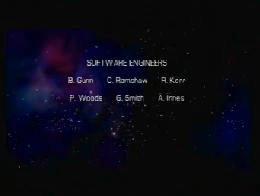 SOFTWARE ENGINEERS
B. Gunn C. Ramshaw R. Kerr
P. Woods G. Smith A. Innes